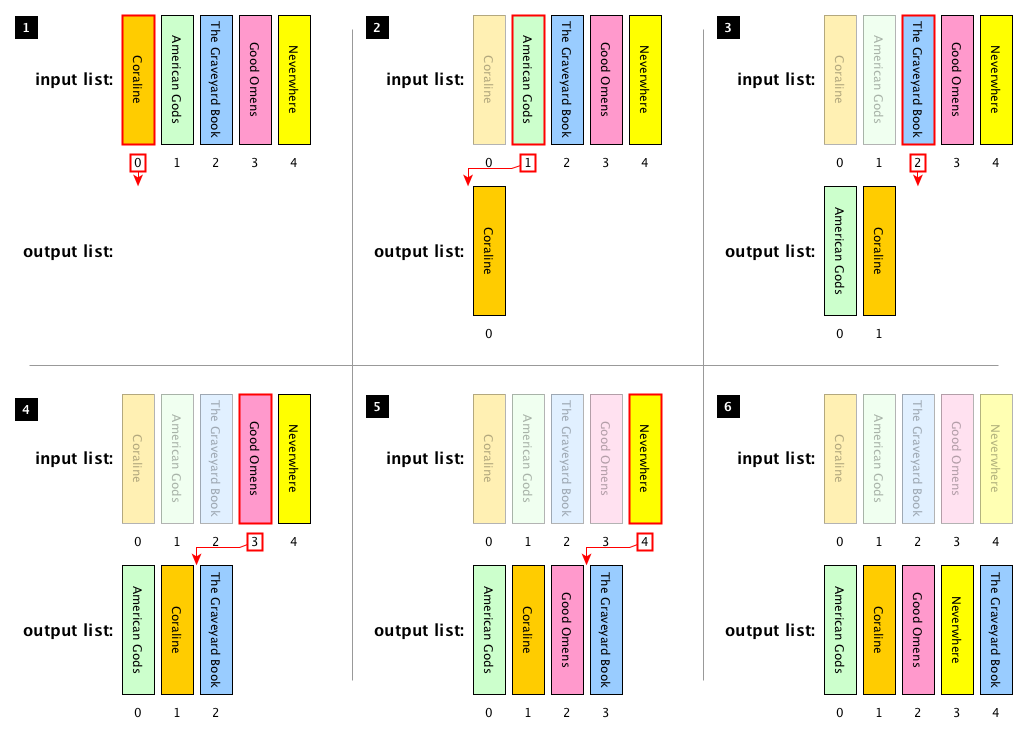 1
input list:
Coraline
American Gods
The Graveyard Book
Good Omens
Neverwhere
0 1 2 3 4
output list:
2
input list:
Coraline
American Gods
The Graveyard Book
Good Omens
Neverwhere
0 1 2 3 4
output list:
Coraline
0
3
input list:
Coraline
American Gods
The Graveyard Book
Good Omens
Neverwhere
0 1 2 3 4
output list:
American Gods
Coraline
0 1
4
input list:
Coraline
American Gods
The Graveyard Book
Good Omens
Neverwhere
0 1 2 3 4
output list:
American Gods
Coraline
The Graveyard Book
0 1 2
5
input list:
Coraline
American Gods
The Graveyard Book
Good Omens
Neverwhere
0 1 2 3 4
output list:
American Gods
Coraline
Good Omens
The Graveyard Book
0 1 2 3
6
input list:
Coraline
American Gods
The Graveyard Book
Good Omens
Neverwhere
0 1 2 3 4
output list:
American Gods
Coraline
Good Omens
Neverwhere
The Graveyard Book
0 1 2 3 4